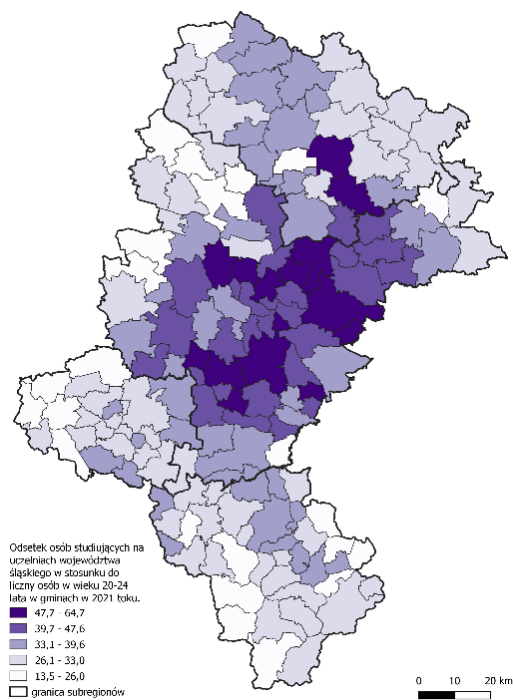 Odsetek osób studiujących na
uczelniach województwa
śląskiego w stosunku do
liczny osób w wieku 20-24
lata w gminach w 2021 toku.
47,7 - 64,7
39,7 - 47,6
33,1 - 39,6
26,1 - 33,0
13,5 - 26,0
granica subregionów
0 10 20 km